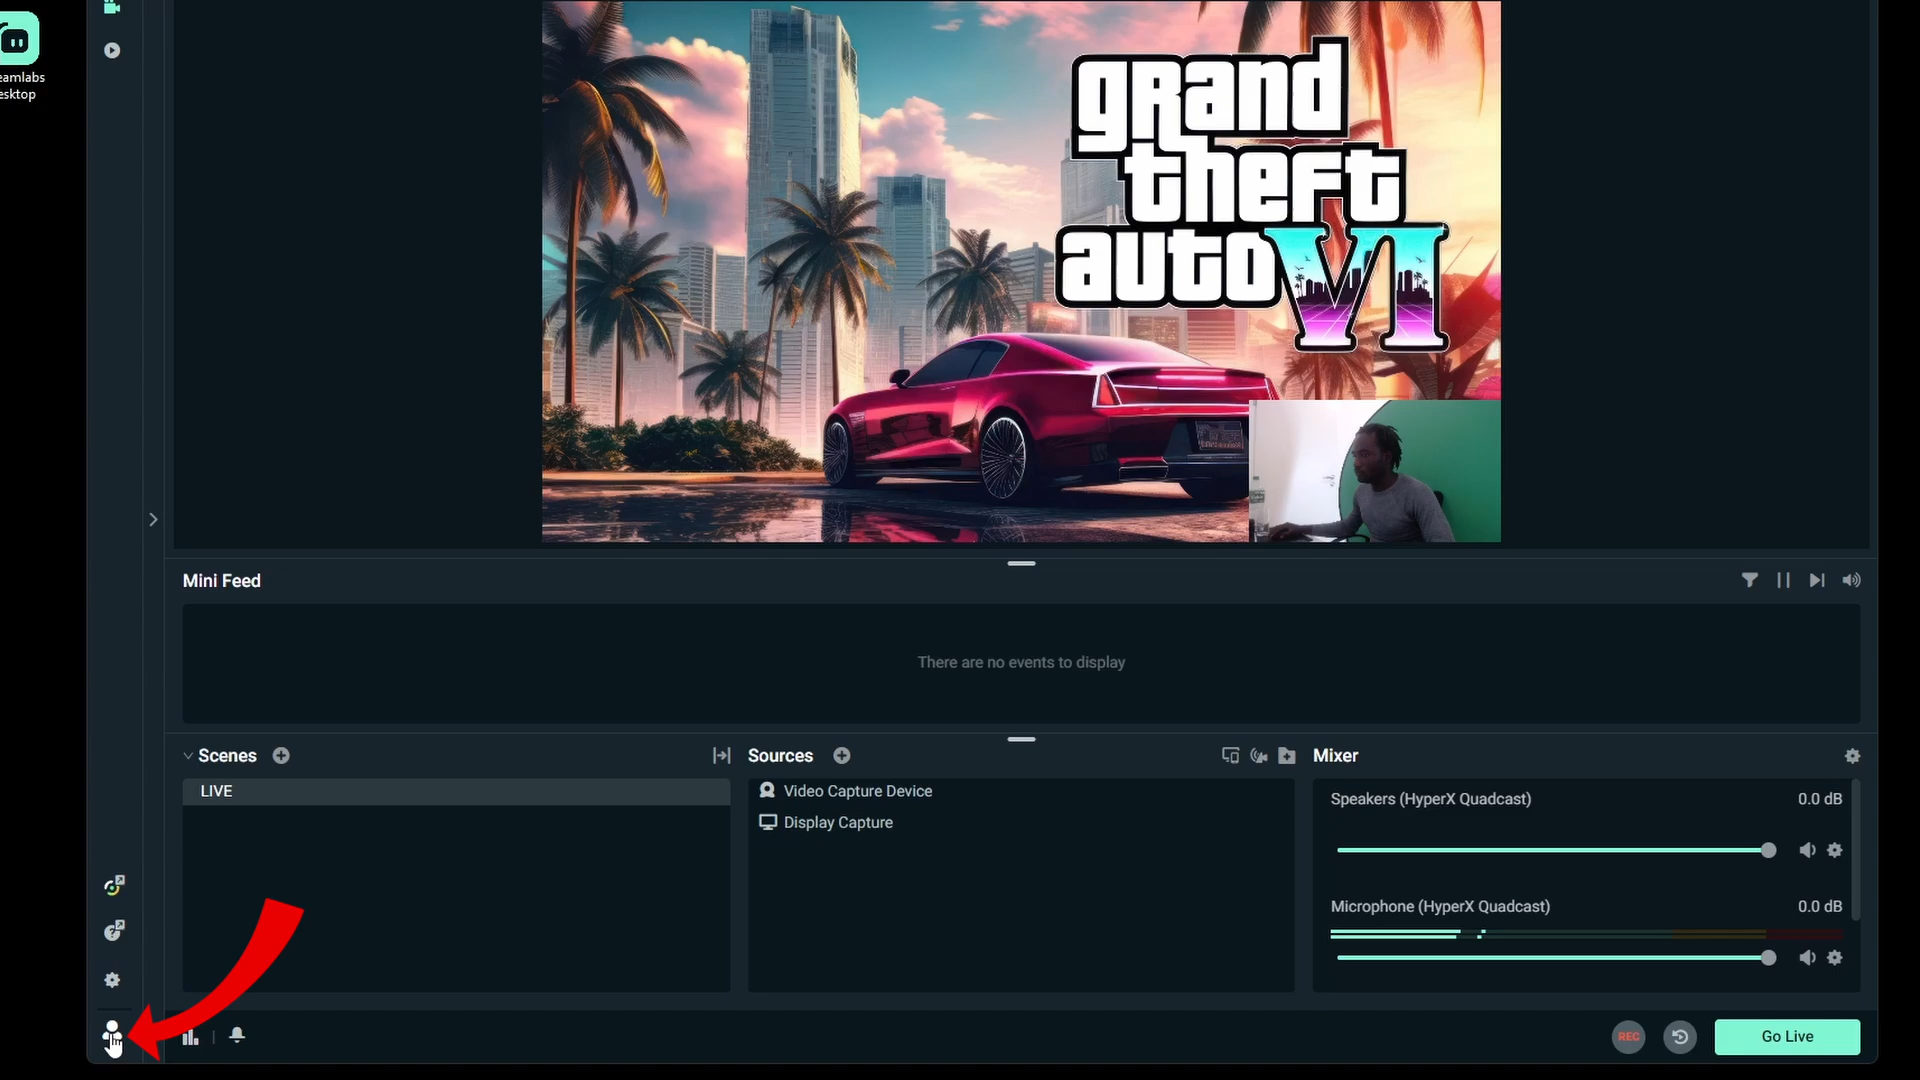 eamlabs
esktop
grand
theft
auto VI
Mini Feed
There are no events to display
Scenes
Sources
Mixer
LIVE
Video Capture Device
Display Capture
Speakers (HyperX Quadcast)
0.0 dB
Microphone (HyperX Quadcast)
0.0 dB
REC
Go Live